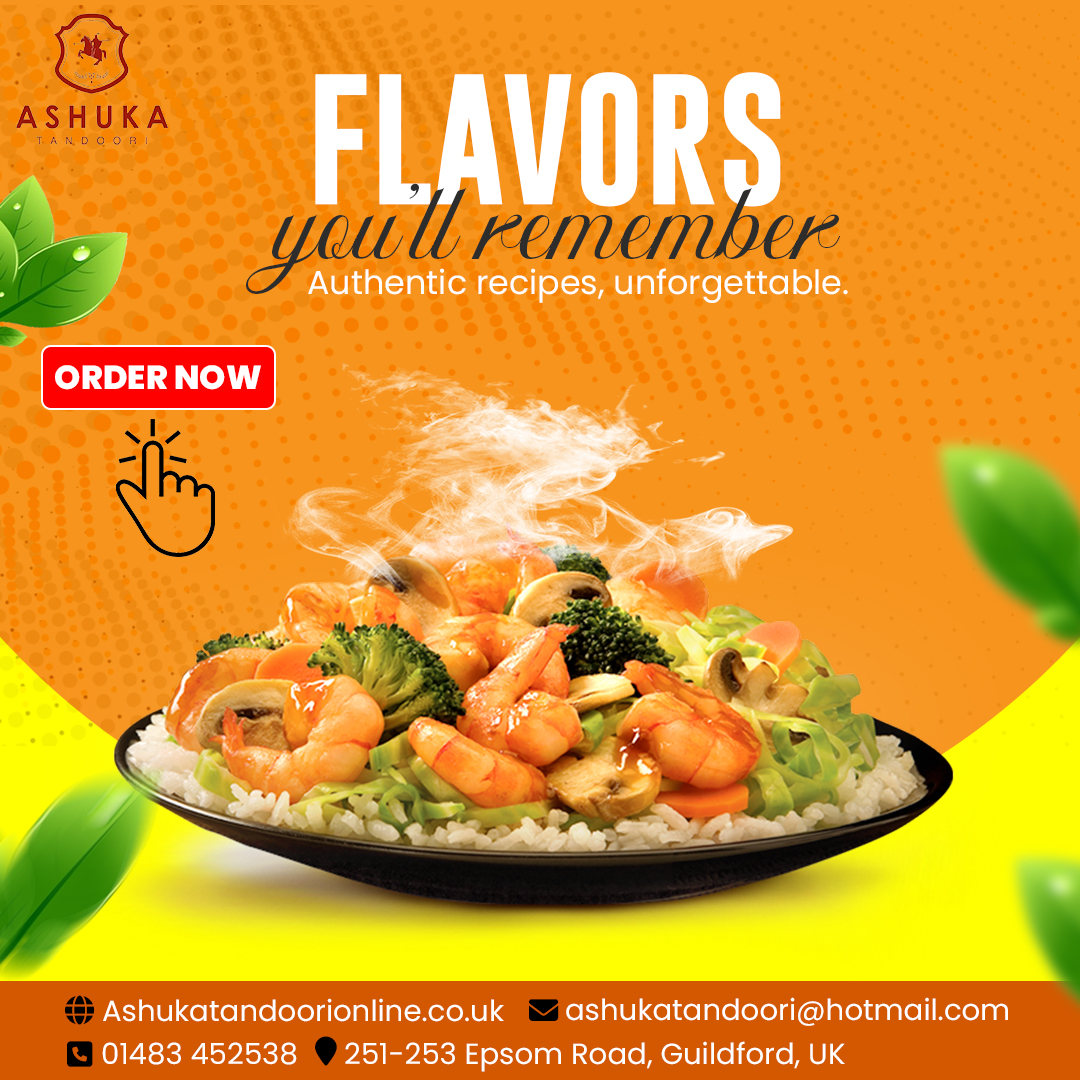 ASHUKA
TANDOORI
FLAVORS
you'll remember
Authentic recipes, unforgettable.
ORDER NOW
Ashukatandoorionline.co.uk ashukatandoori@hotmail.com
01483 452538 251-253 Epsom Road, Guildford, UK